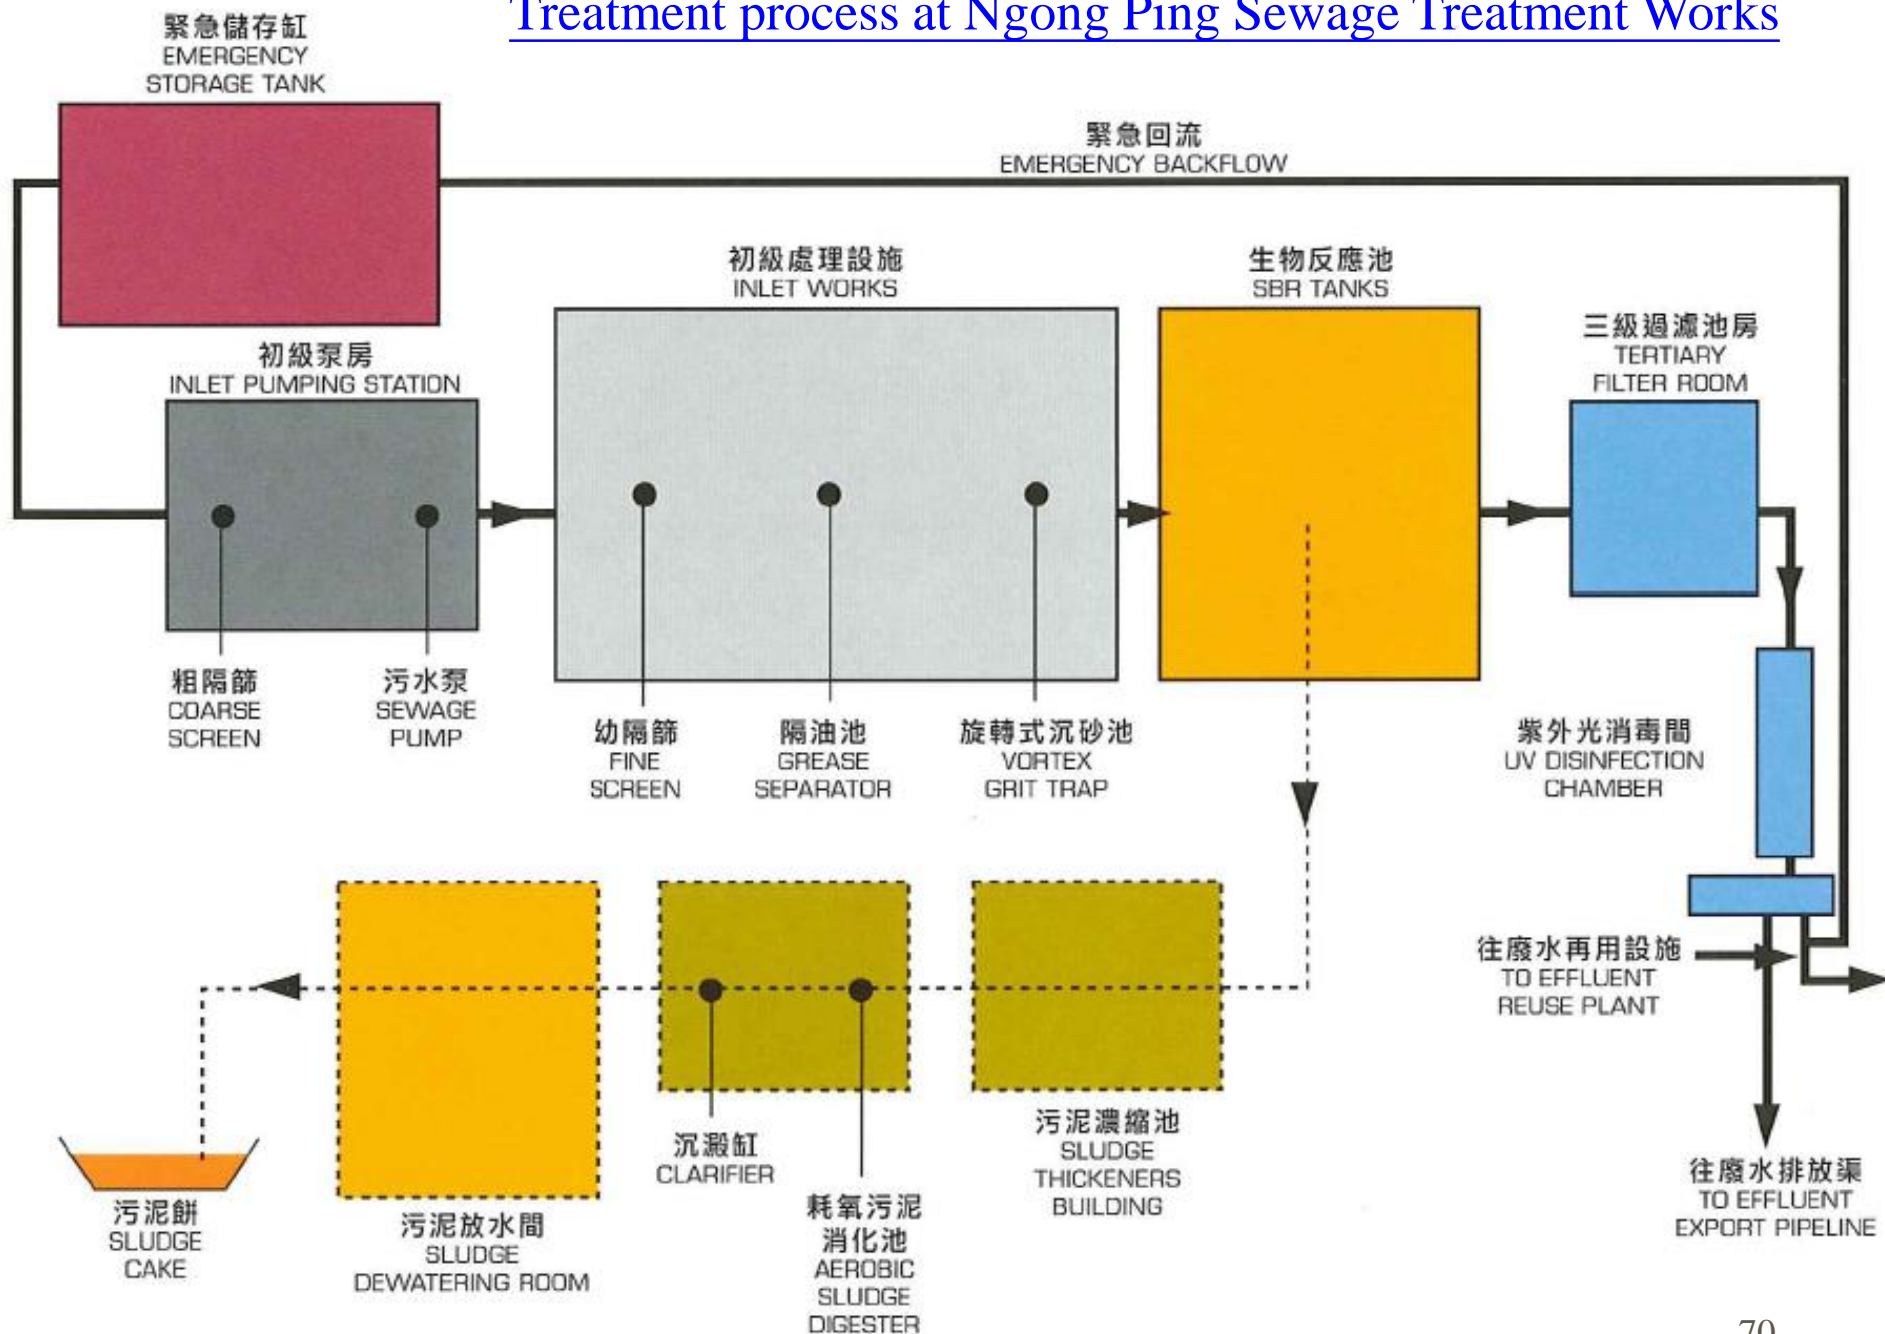 Treatment process at Ngong Ping Sewage Treatment Works
緊急儲存缸
EMERGENCY
STORAGE TANK
緊急回流
EMERGENCY BACKFLOW
初級處理設施
INLET WORKS
生物反應池
SBR TANKS
三級過濾池房
TERTIARY
FILTER ROOM
初級泵房
INLET PUMPING STATION
粗隔篩
COARSE
SCREEN
污水泵
SEWAGE
PUMP
幼隔篩
FINE
SCREEN
隔油池
GREASE
SEPARATOR
旋轉式沉砂池
VORTEX
GRIT TRAP
紫外光消毒間
UV DISINFECTION
CHAMBER
往廢水再用設施
TO EFFLUENT
REUSE PLANT
往廢水排放渠
TO EFFLUENT
EXPORT PIPELINE
污泥濃縮池
SLUDGE
THICKENERS
BUILDING
沉澱缸
CLARIFIER
耗氧污泥
消化池
AEROBIC
SLUDGE
DIGESTER
污泥放水間
SLUDGE
DEWATERING ROOM
污泥餅
SLUDGE
CAKE
70